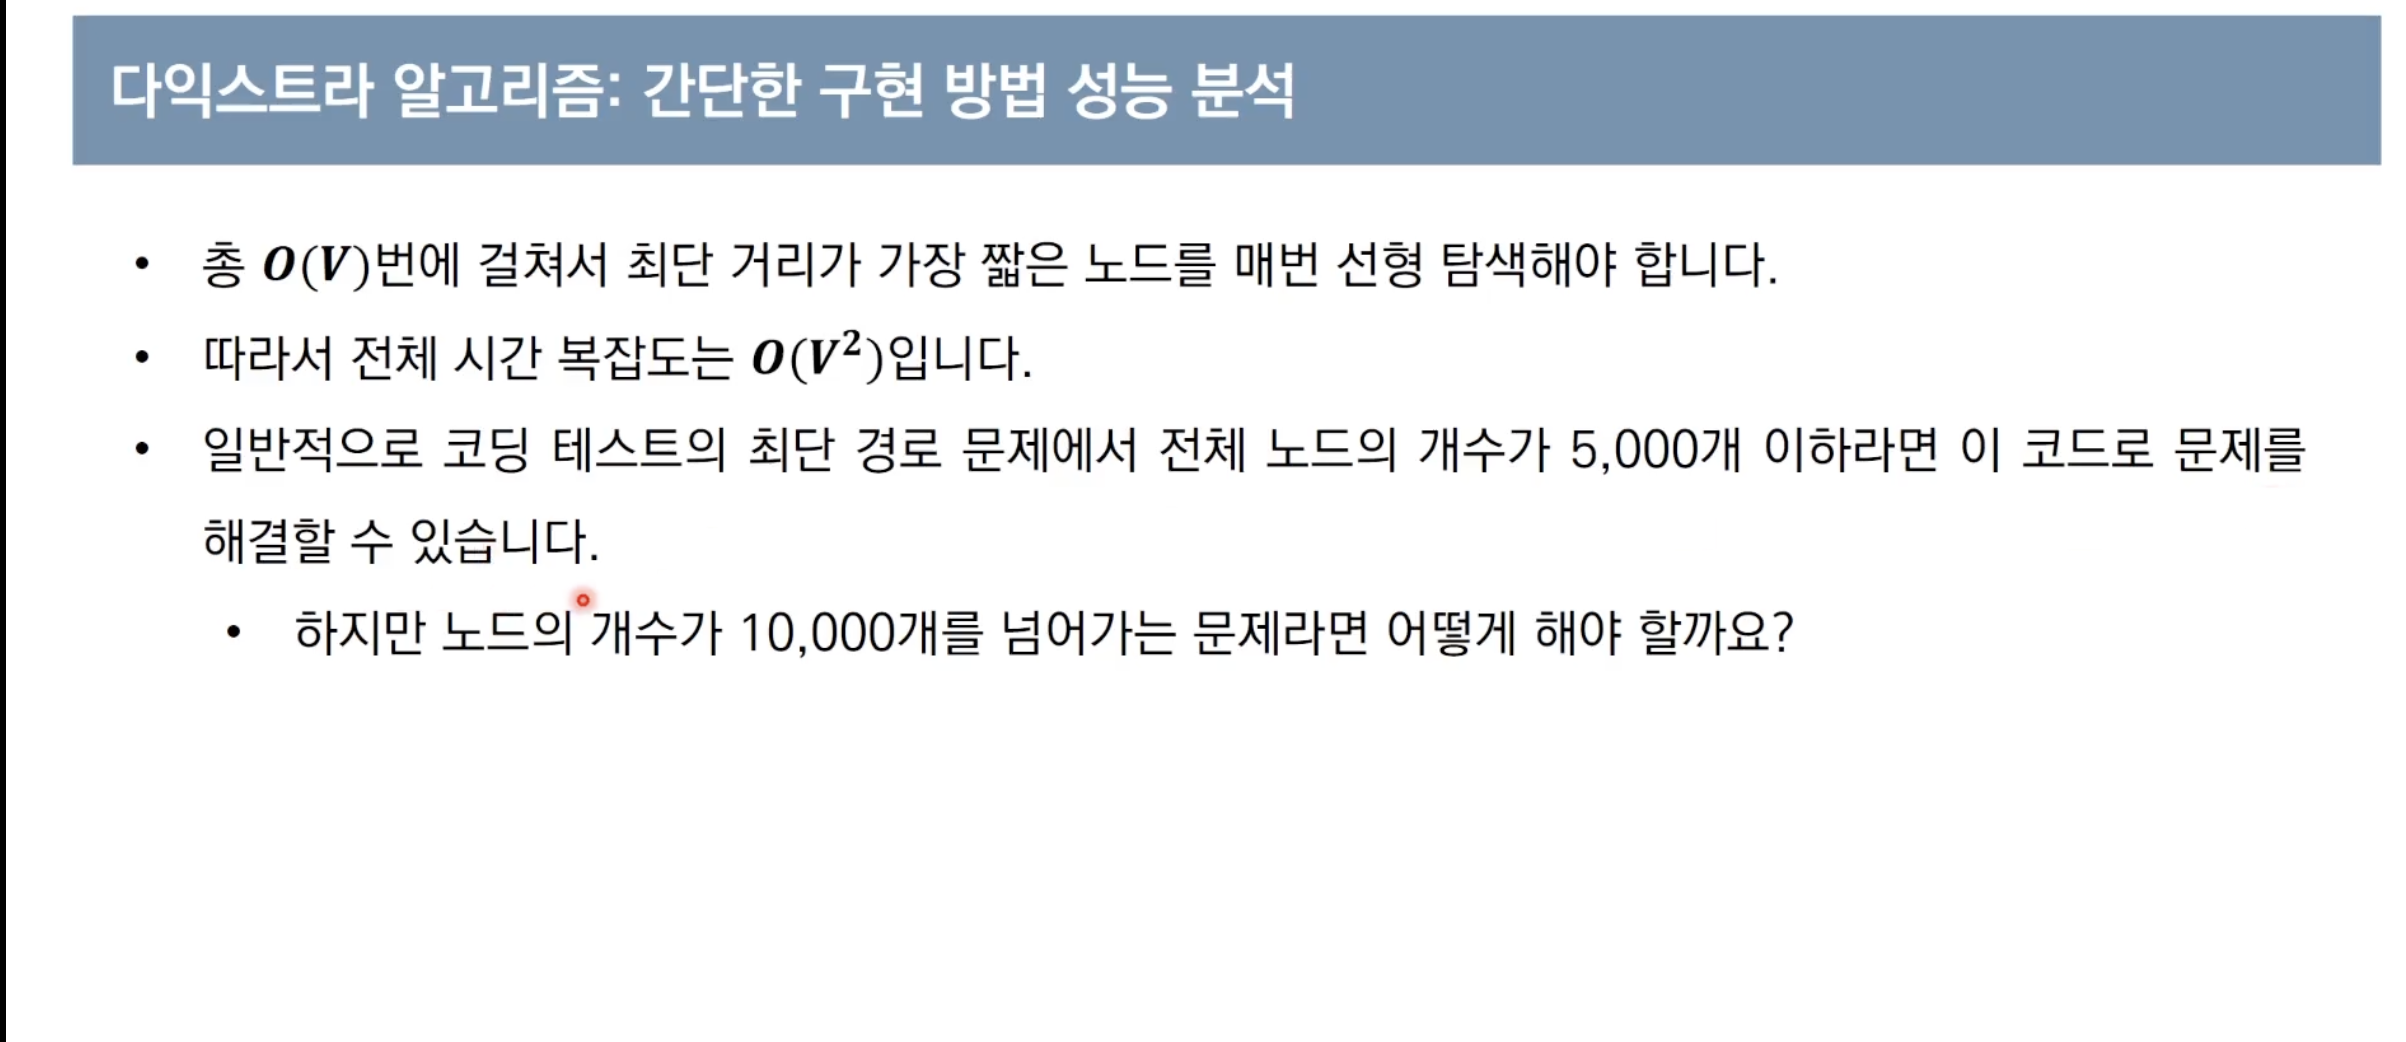 다익스트라 알고리즘: 간단한 구현 방법 성능 분석
• 총 O(V)번에 걸쳐서 최단 거리가 가장 짧은 노드를 매번 선형 탐색해야 합니다.
• 따라서 전체 시간 복잡도는 O(V²)입니다.
• 일반적으로 코딩 테스트의 최단 경로 문제에서 전체 노드의 개수가 5,000개 이하라면 이 코드로 문제를
해결할 수 있습니다.
• 하지만 노드의 개수가 10,000개를 넘어가는 문제라면 어떻게 해야 할까요?